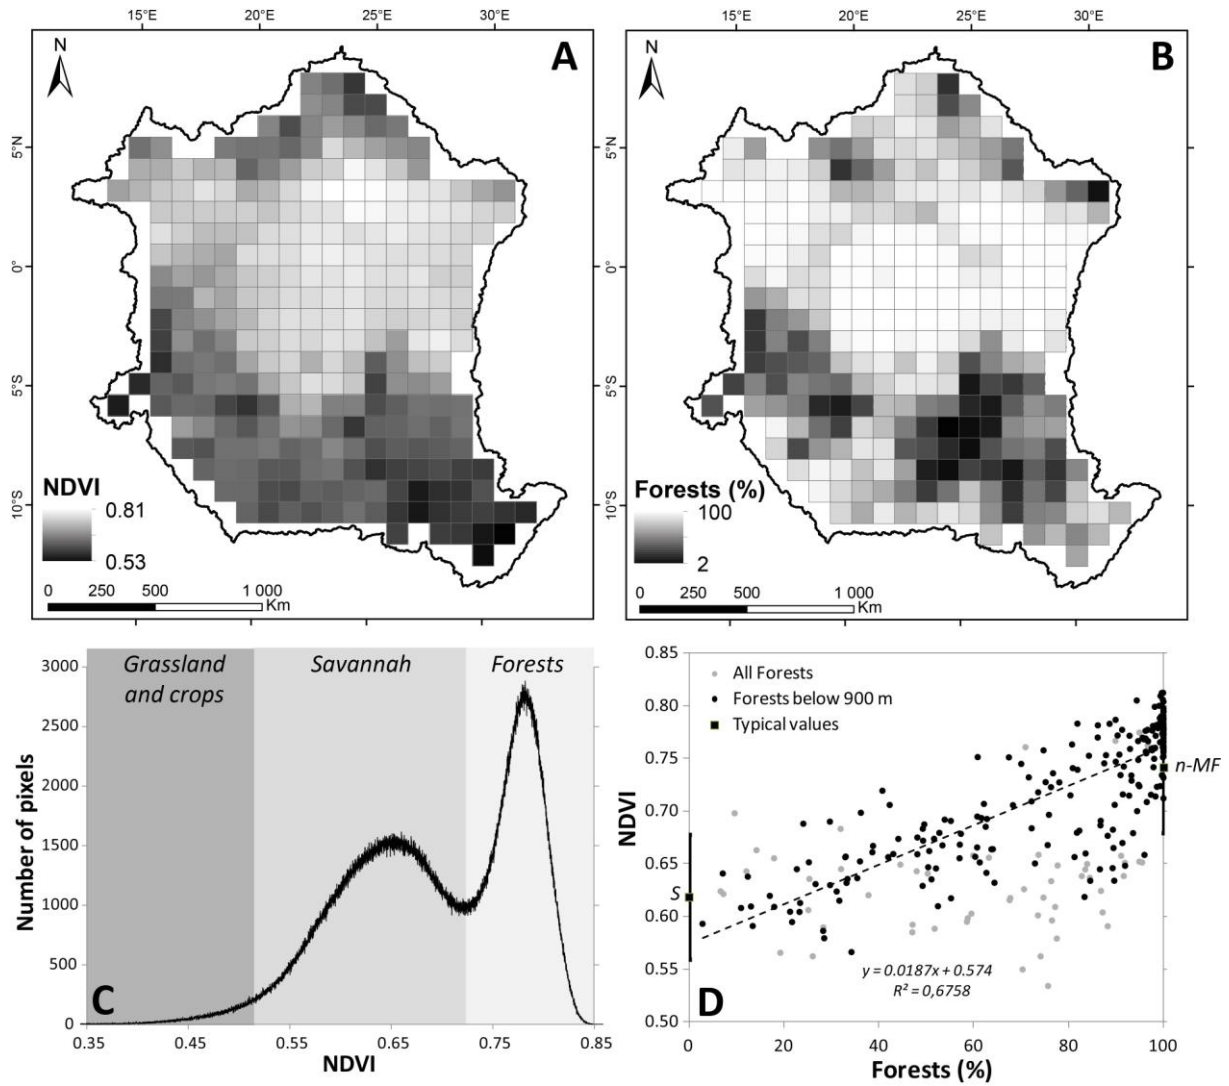 15°E 20°E 25°E 30°E
N
A
5°N
0°
5°S
10°S
NDVI
0.81
0.53
0 250 500 1 000
Km
15°E 20°E 25°E 30°E
N
B
5°N
0°
5°S
10°S
Forests (%)
100
2
0 250 500 1 000
Km
Grassland
and crops
Savannah
Forests
3000
2500
2000
1500
1000
500
0
Number of pixels
C
0.35 0.45 0.55 0.65 0.75 0.85
NDVI
0.85
0.80
0.75
0.70
0.65
0.60
0.55
0.50
NDVI
All Forests
Forests below 900 m
Typical values
n-MF
S
y = 0.0187x + 0.574
R² = 0,6758
D
0 20 40 60 80 100
Forests (%)